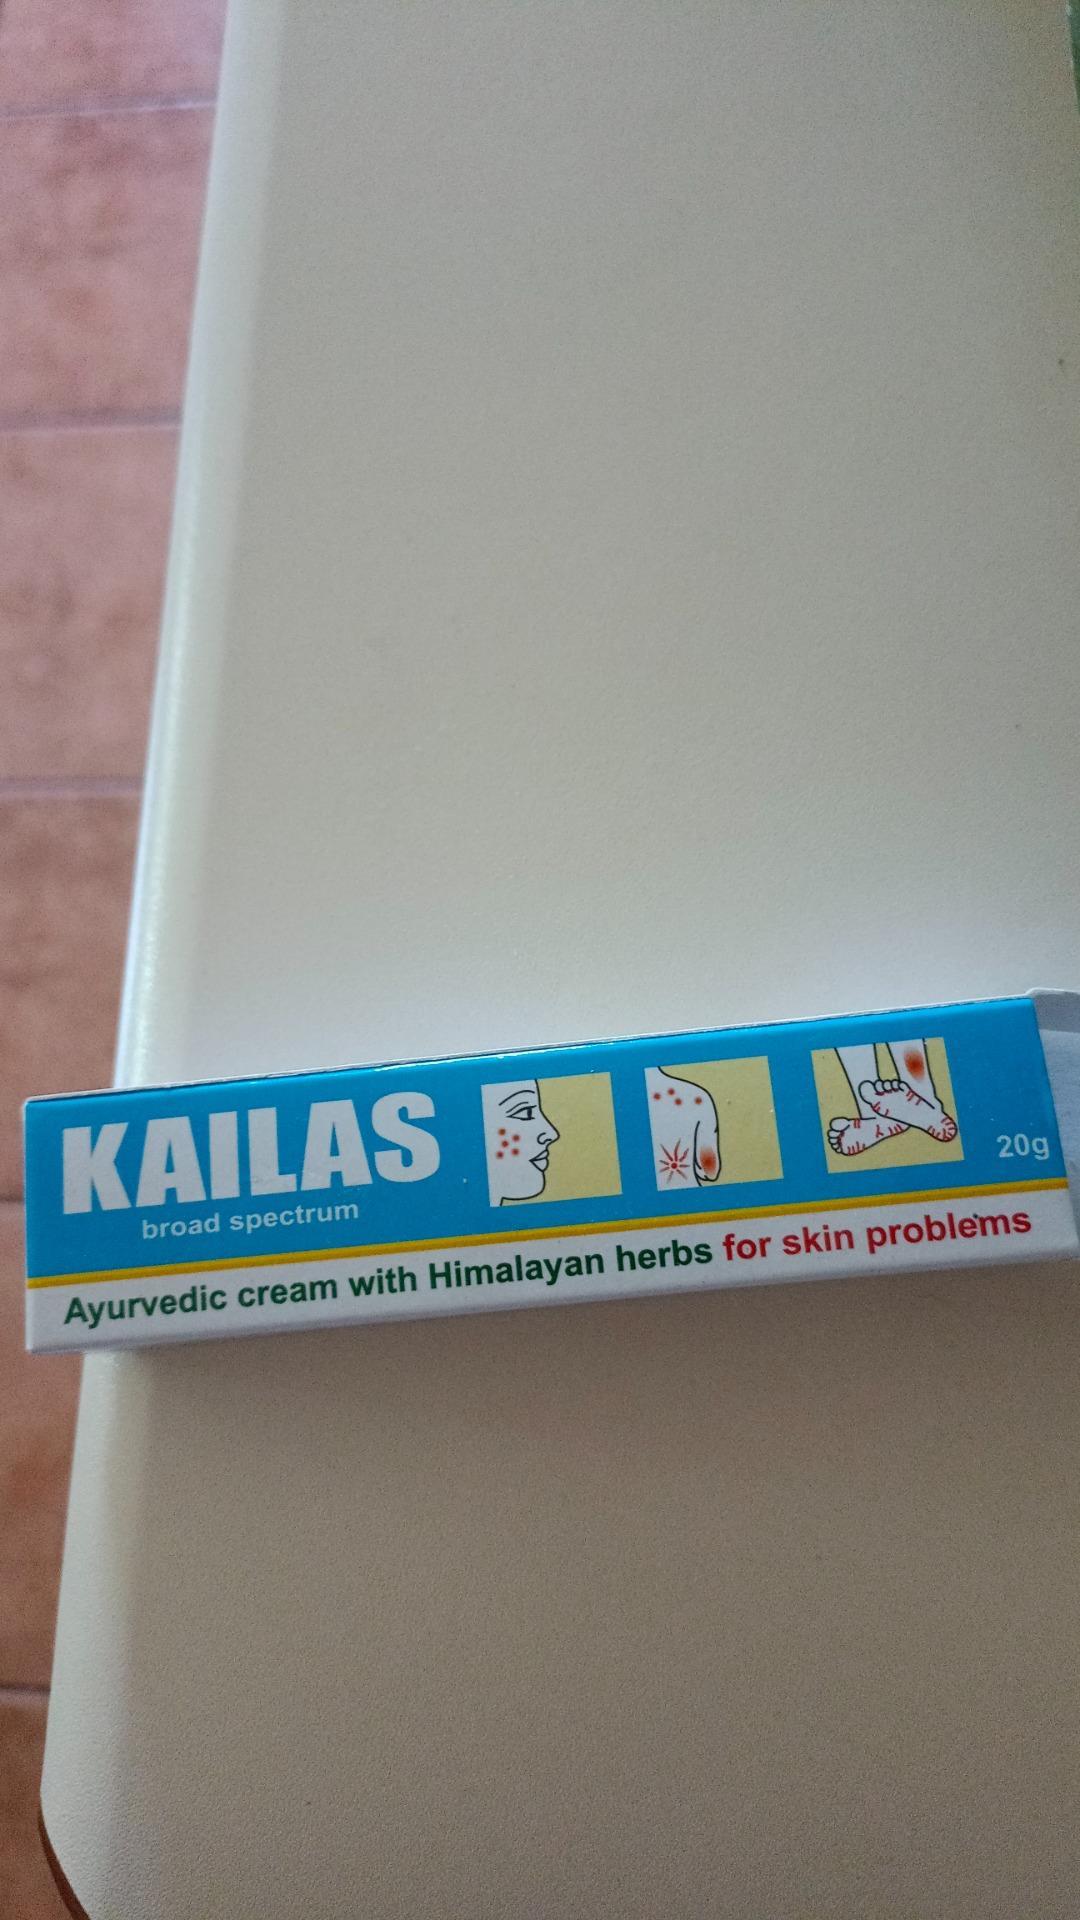 KAILAS
broad spectrum
20g
Ayurvedic cream with Himalayan herbs for skin problems